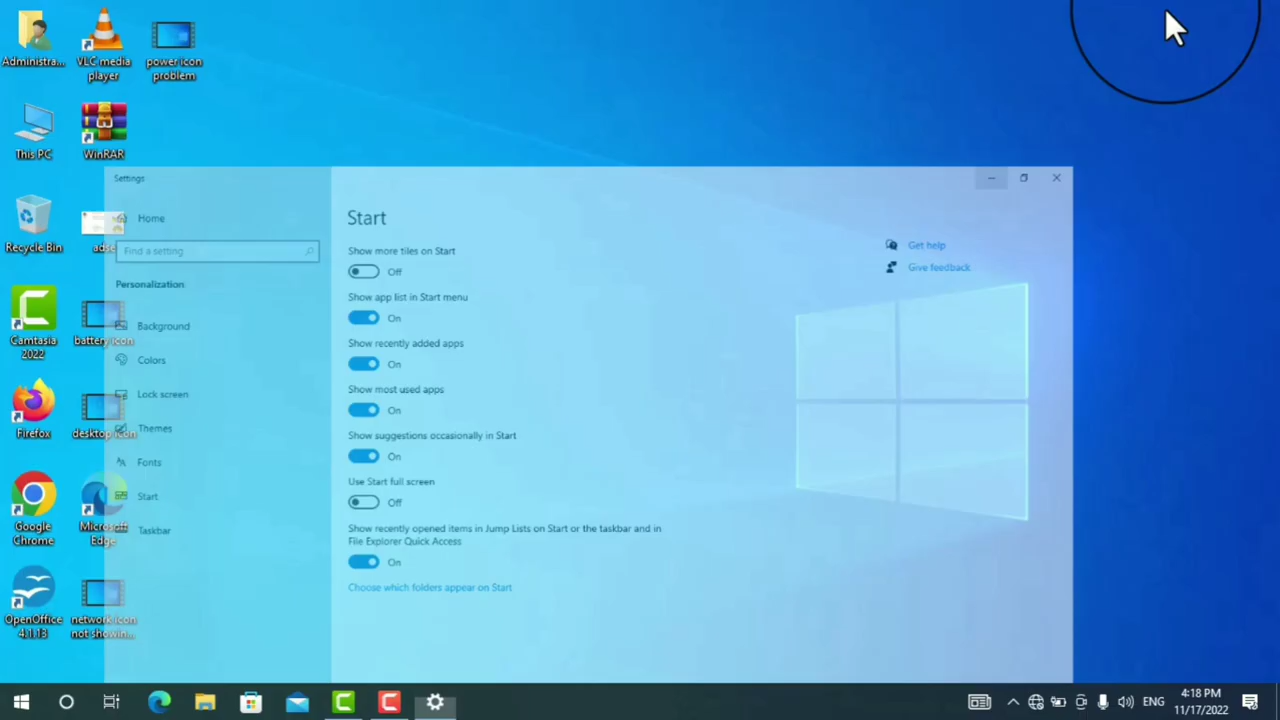 Administra...
VLC media
player
power icon
problem
This PC
WinRAR
Recycle Bin
adse
Camtasia
2022
battery icon
Firefox
desktop icon
Google
Chrome
Microsoft
Edge
OpenOffice
4.1.13
network icon
not showin...
Settings
Home
Find a setting
Personalization
Background
Colors
Lock screen
Themes
Fonts
Start
Taskbar
Start
Show more tiles on Start
Off
Show app list in Start menu
On
Show recently added apps
On
Show most used apps
On
Show suggestions occasionally in Start
On
Use Start full screen
Off
Show recently opened items in Jump Lists on Start or the taskbar and in
File Explorer Quick Access
On
Choose which folders appear on Start
Get help
Give feedback
ENG
4:18 PM
11/17/2022